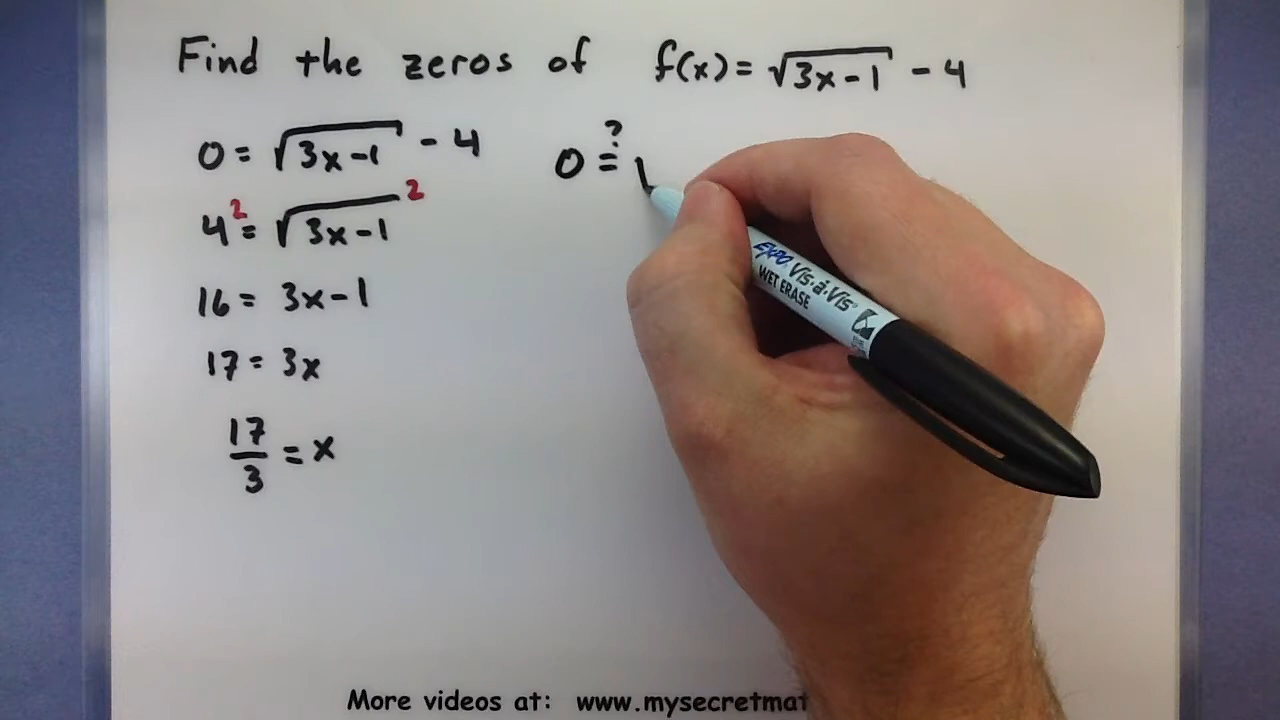 Find the zeros of f(x) = √3x-1 - 4
0 = √3x-1 - 4
0 ?= 
4² = √3x-1²
16 = 3x-1
17 = 3x
17/3 = x
EXPO Vis·à·Vis
WET ERASE
More videos at: www.mysecretmat